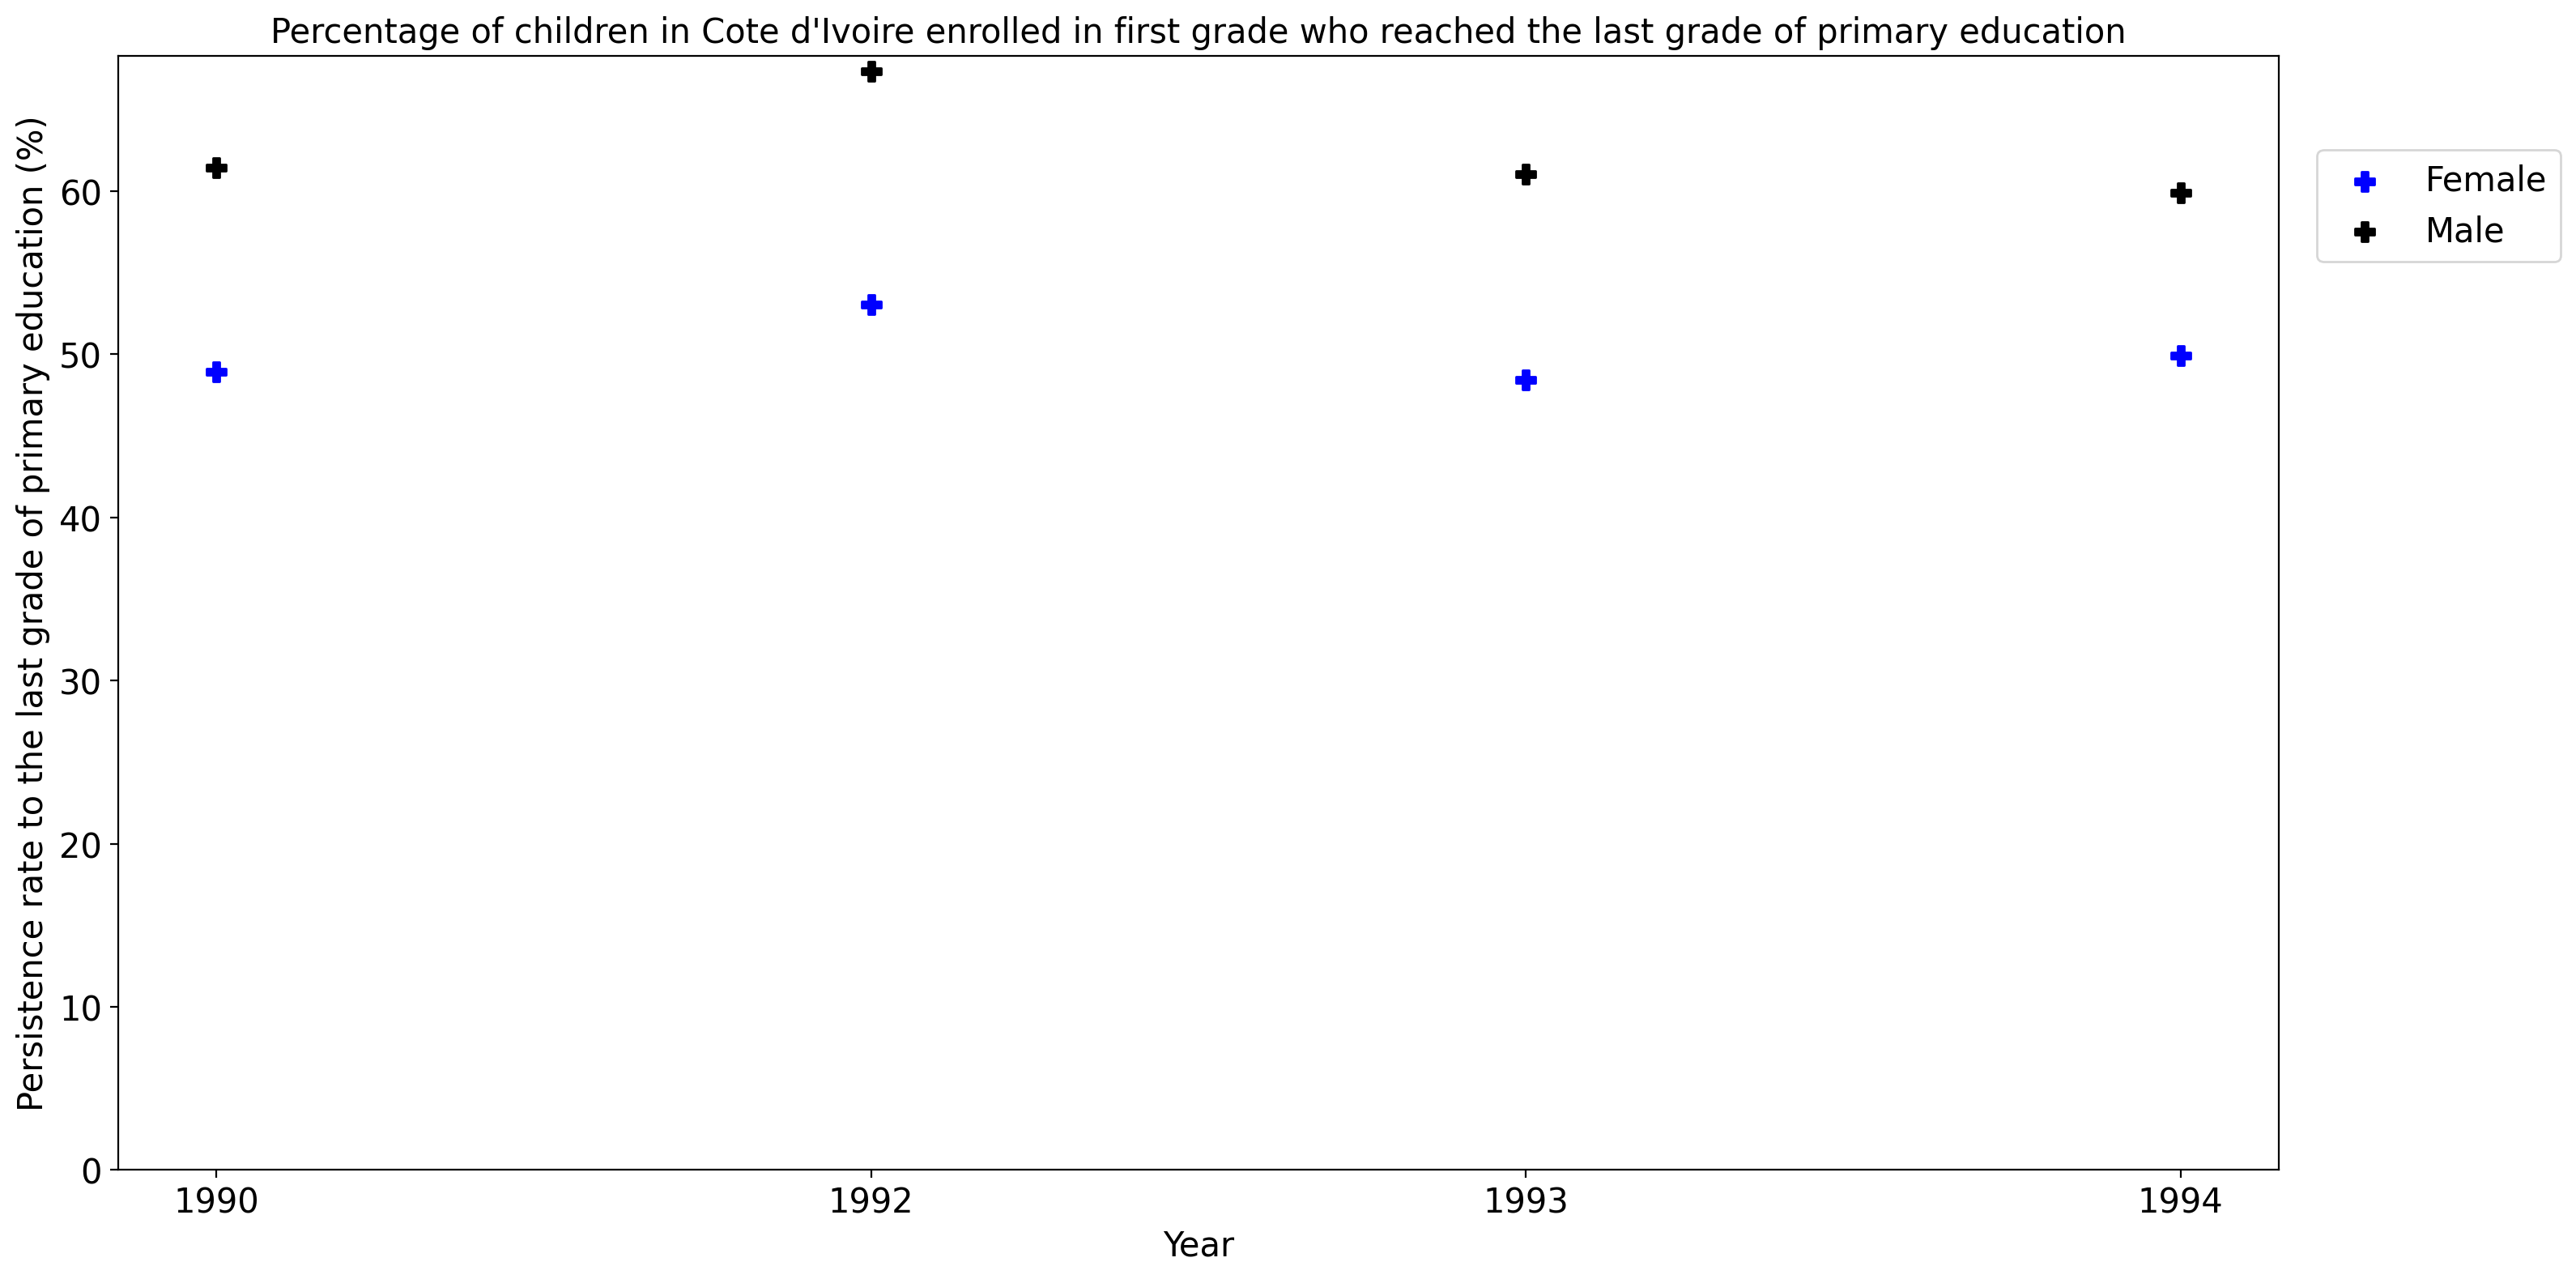 Percentage of children in Cote d'Ivoire enrolled in first grade who reached the last grade of primary education
Persistence rate to the last grade of primary education (%)
60
50
40
30
20
10
0
1990 1992 1993 1994
Year
Female
Male